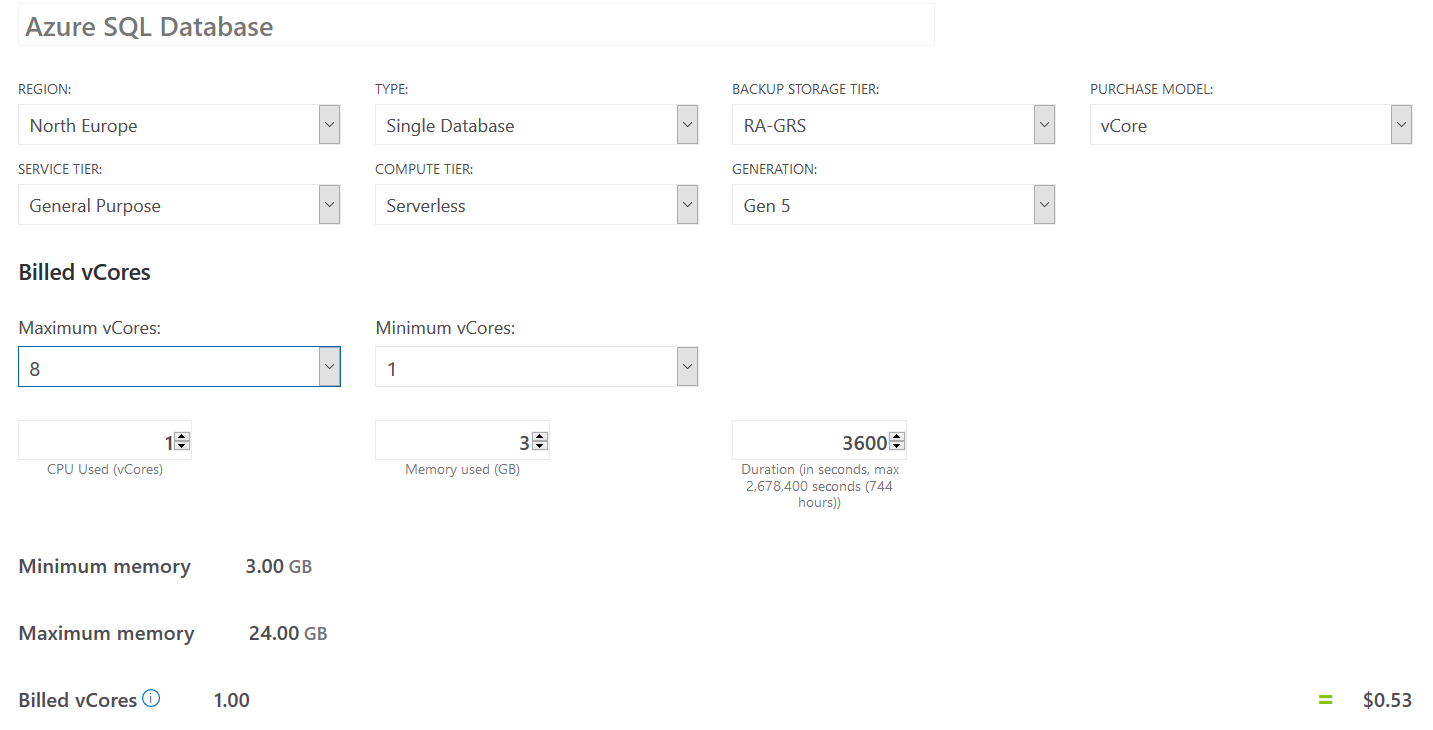 Azure SQL Database
REGION: TYPE: BACKUP STORAGE TIER: PURCHASE MODEL:
North Europe Single Database RA-GRS vCore
SERVICE TIER: COMPUTE TIER: GENERATION:
General Purpose Serverless Gen 5
Billed vCores
Maximum vCores: Minimum vCores:
8 1
1 3 3600
CPU Used (vCores) Memory used (GB) Duration (in seconds, max
2,678,400 seconds (744
hours))
Minimum memory 3.00 GB
Maximum memory 24.00 GB
Billed vCores i 1.00 = $0.53